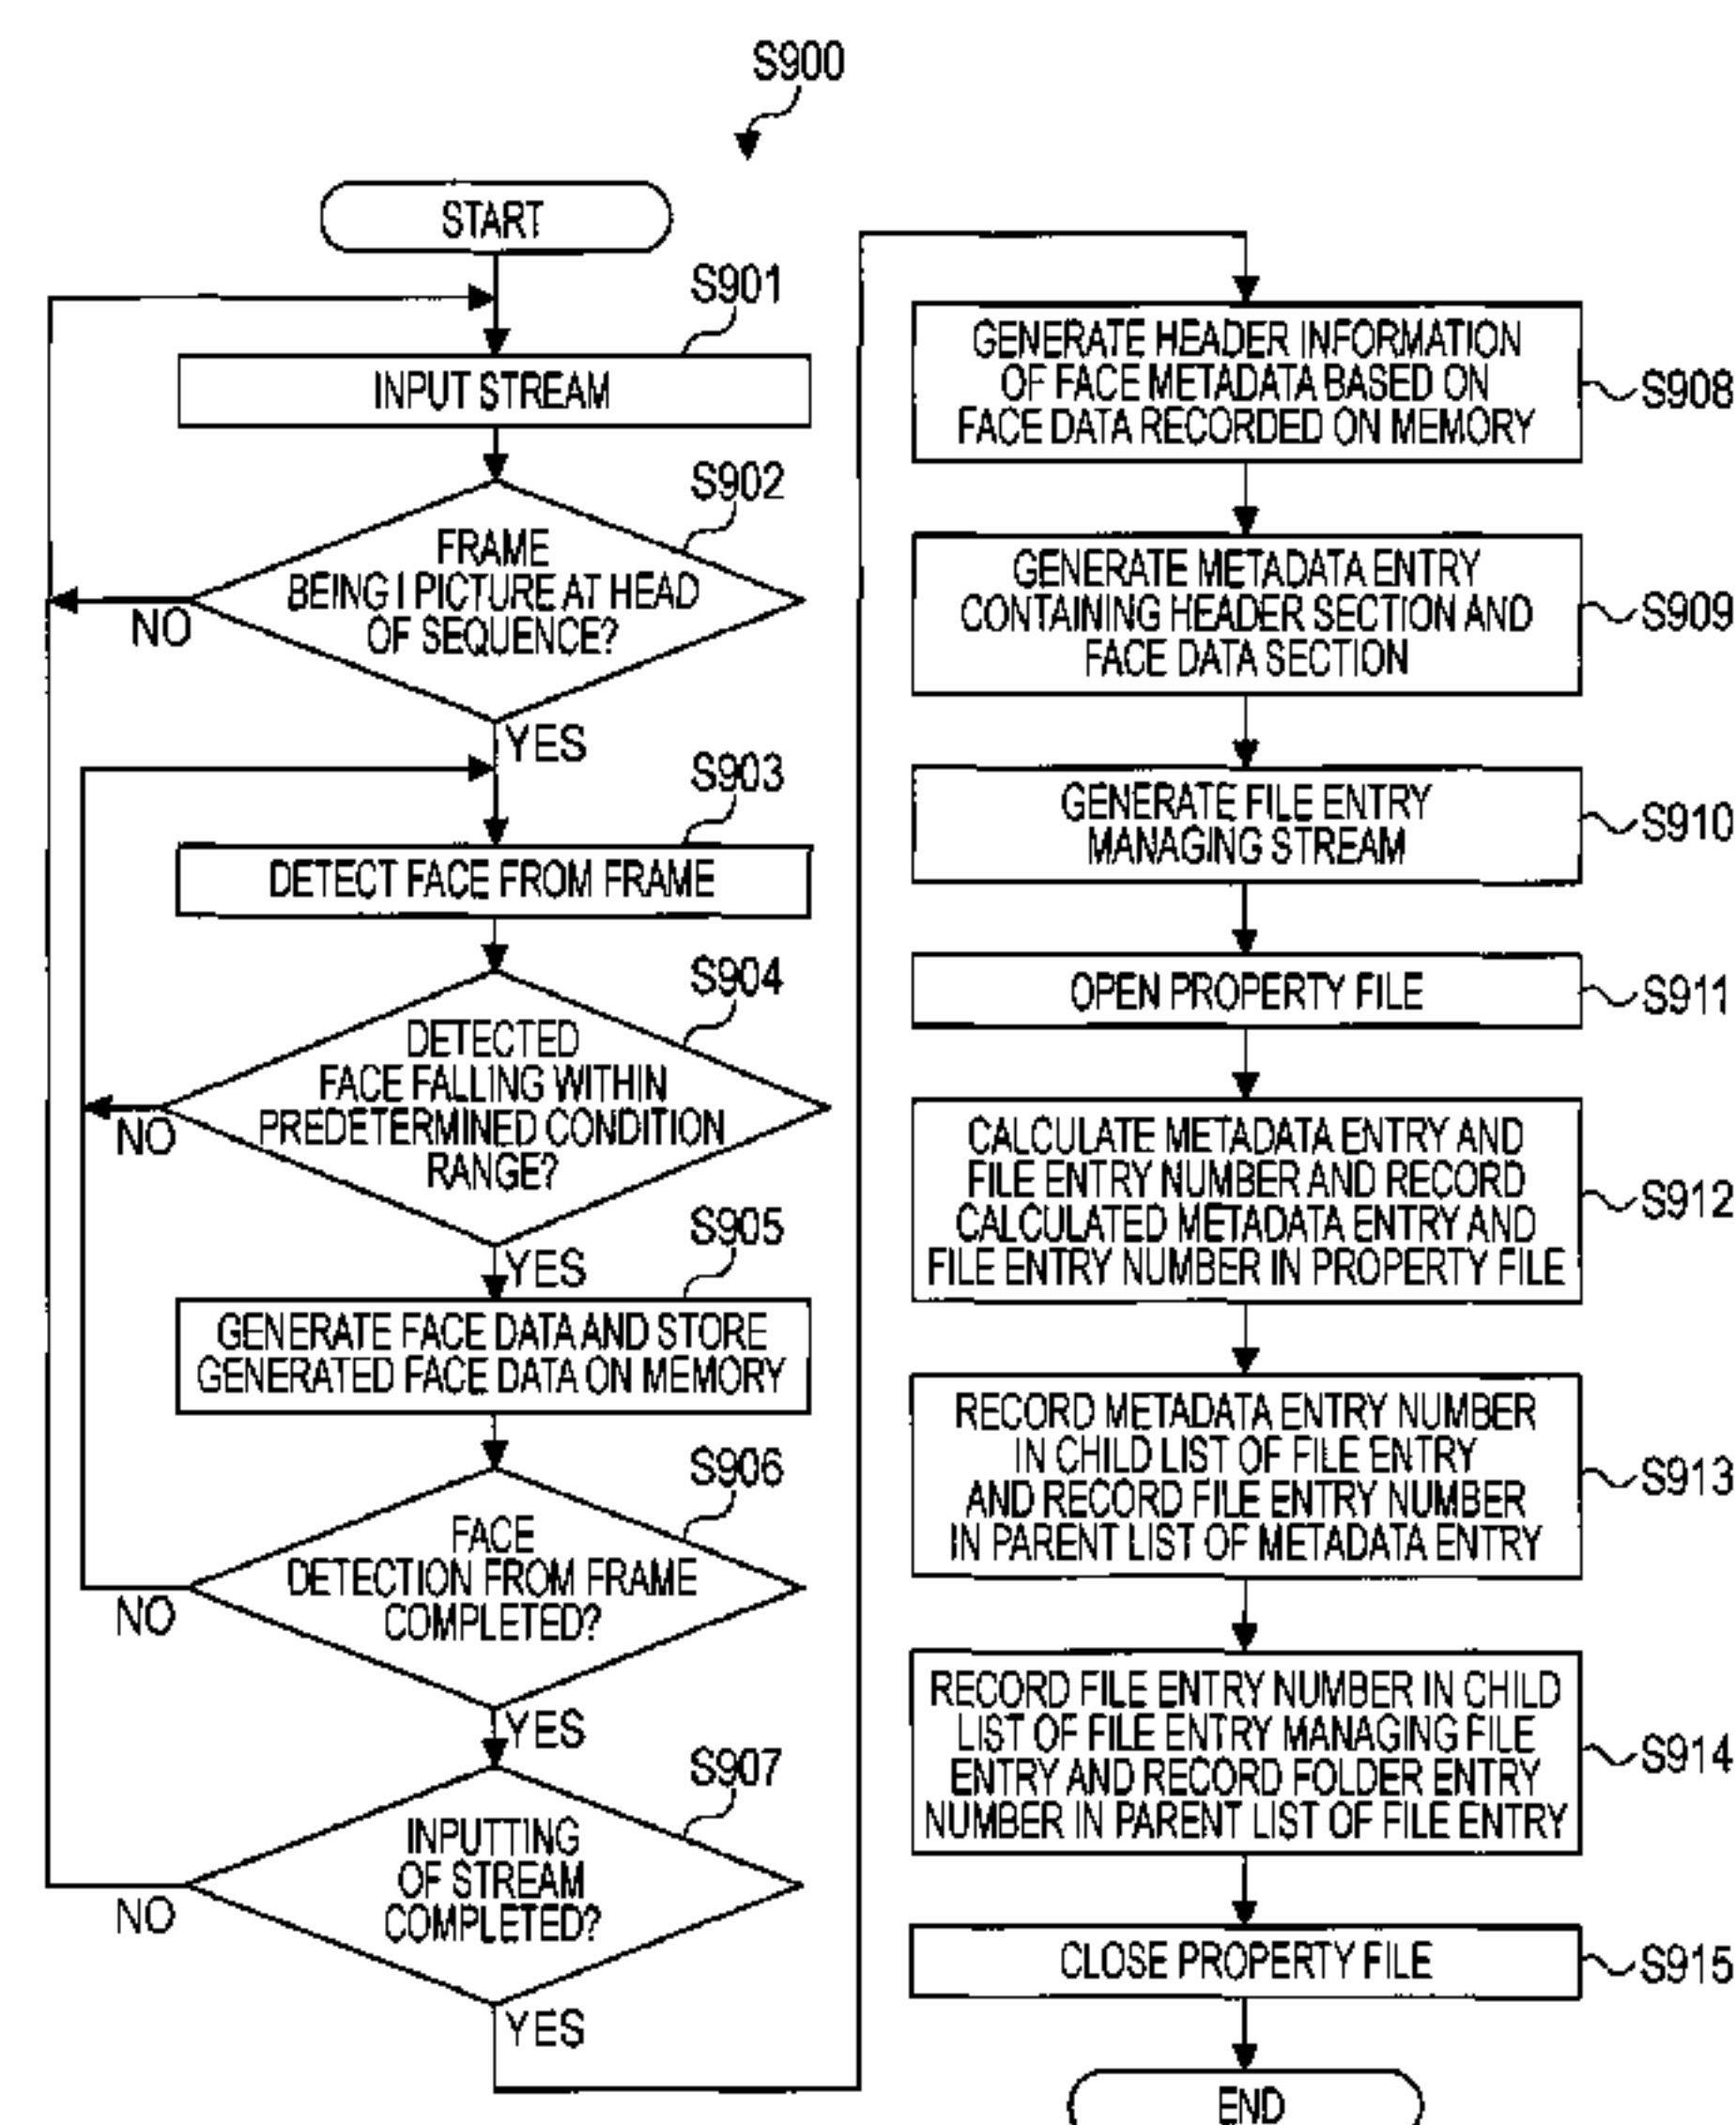 S900
START
S901
INPUT STREAM
S902
FRAME
BEING I PICTURE AT HEAD
OF SEQUENCE?
NO
YES
S903
DETECT FACE FROM FRAME
S904
DETECTED
FACE FALLING WITHIN
PREDETERMINED CONDITION
RANGE?
NO
YES
S905
GENERATE FACE DATA AND STORE
GENERATED FACE DATA ON MEMORY
S906
FACE
DETECTION FROM FRAME
COMPLETED?
NO
YES
S907
INPUTTING
OF STREAM
COMPLETED?
NO
YES
GENERATE HEADER INFORMATION
OF FACE METADATA BASED ON
FACE DATA RECORDED ON MEMORY
S908
GENERATE METADATA ENTRY
CONTAINING HEADER SECTION AND
FACE DATA SECTION
S909
GENERATE FILE ENTRY
MANAGING STREAM
S910
OPEN PROPERTY FILE
S911
CALCULATE METADATA ENTRY AND
FILE ENTRY NUMBER AND RECORD
CALCULATED METADATA ENTRY AND
FILE ENTRY NUMBER IN PROPERTY FILE
S912
RECORD METADATA ENTRY NUMBER
IN CHILD LIST OF FILE ENTRY
AND RECORD FILE ENTRY NUMBER
IN PARENT LIST OF METADATA ENTRY
S913
RECORD FILE ENTRY NUMBER IN CHILD
LIST OF FILE ENTRY MANAGING FILE
ENTRY AND RECORD FOLDER ENTRY
NUMBER IN PARENT LIST OF FILE ENTRY
S914
CLOSE PROPERTY FILE
S915
END